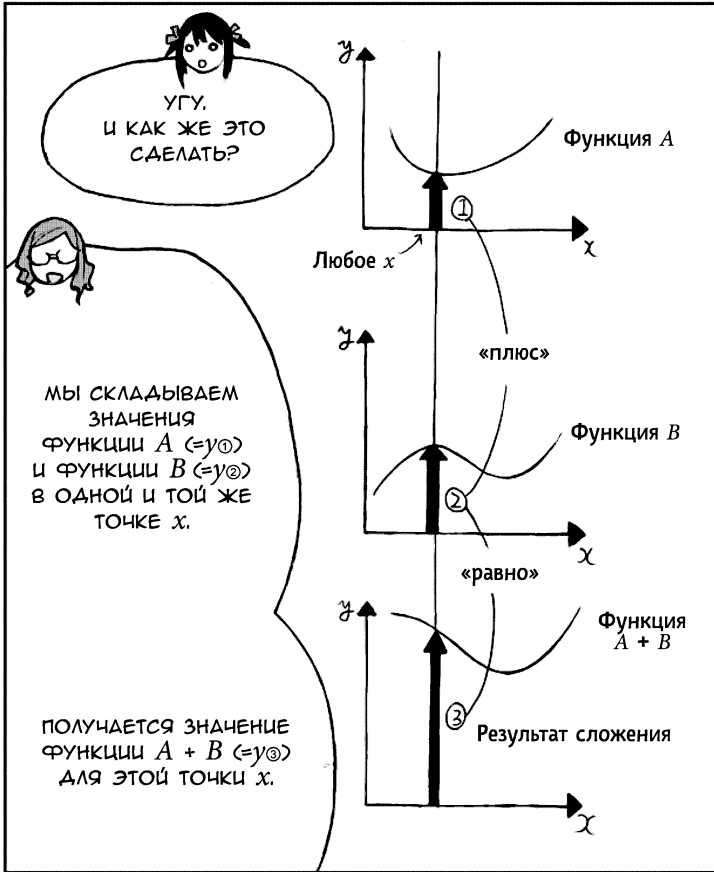 УГУ.
И КАК ЖЕ ЭТО
СДЕЛАТЬ?
y
Функция A
①
Любое x
x
«плюс»
y
Функция B
②
x
МЫ СКЛАДЫВАЕМ
ЗНАЧЕНИЯ
ФУНКЦИИ A (=y①)
И ФУНКЦИИ B (=y②)
В ОДНОЙ И ТОЙ ЖЕ
ТОЧКЕ x.
«равно»
y
Функция
A + B
③
Результат сложения
x
ПОЛУЧАЕТСЯ ЗНАЧЕНИЕ
ФУНКЦИИ A + B (=y③)
ДЛЯ ЭТОЙ ТОЧКИ x.